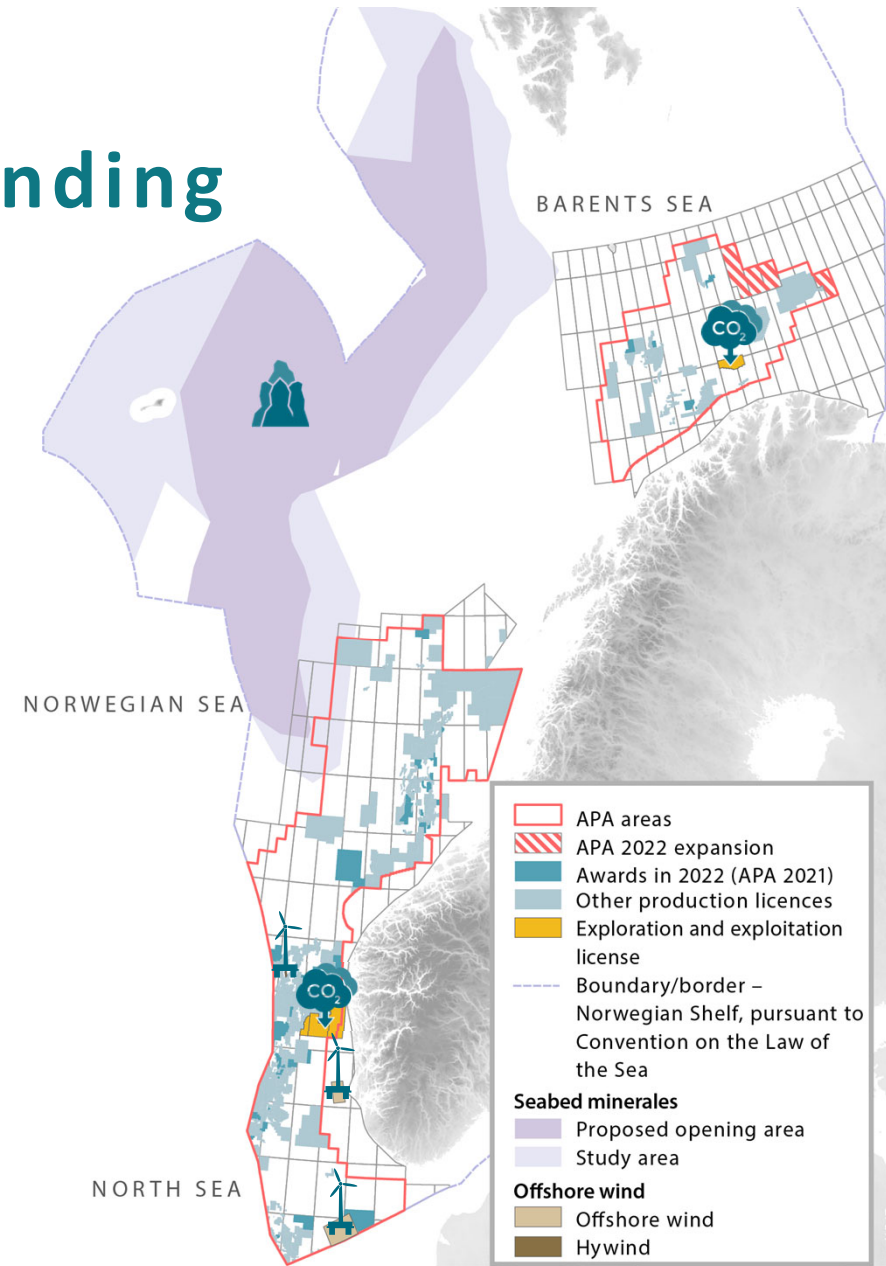 nding
BARENTS SEA
CO2
NORWEGIAN SEA
APA areas
APA 2022 expansion
Awards in 2022 (APA 2021)
Other production licences
Exploration and exploitation
license
Boundary/border –
Norwegian Shelf, pursuant to
Convention on the Law of
the Sea
Seabed minerales
Proposed opening area
Study area
Offshore wind
Offshore wind
Hywind
CO2
NORTH SEA